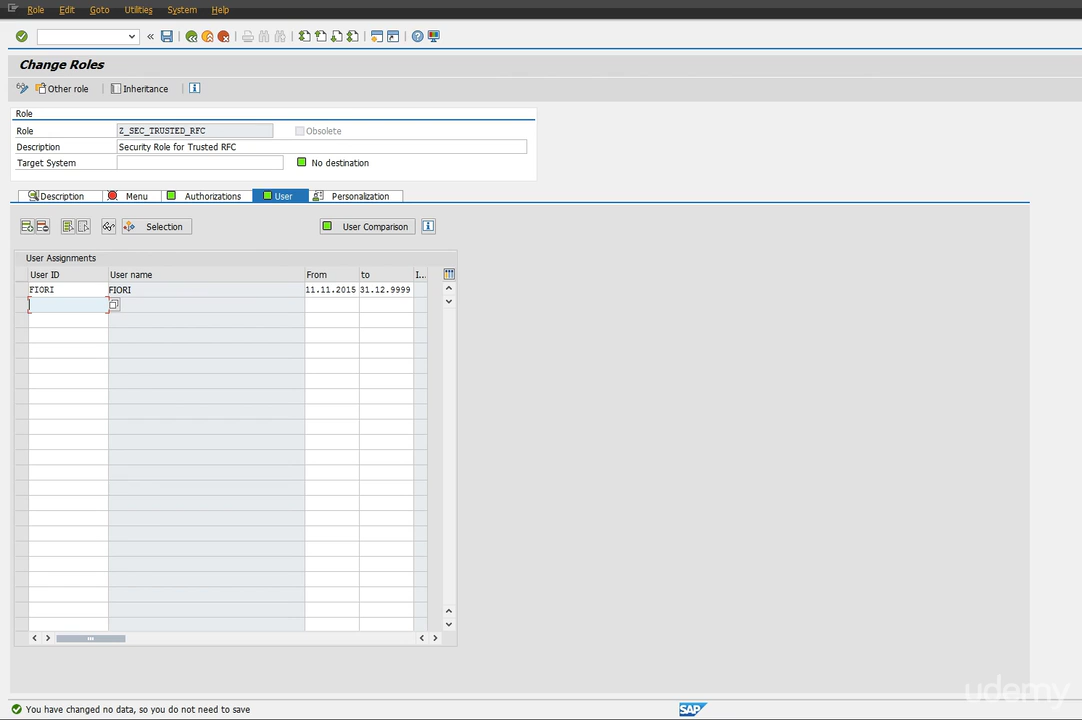 Role Edit Goto Utilities System Help
Change Roles
Other role Inheritance
Role
Role Z_SEC_TRUSTED_RFC Obsolete
Description Security Role for Trusted RFC
Target System No destination
Description Menu Authorizations User Personalization
Selection User Comparison
User Assignments
User ID User name From to I...
FIORI FIORI 11.11.2015 31.12.9999
You have changed no data, so you do not need to save
SAP
udemy